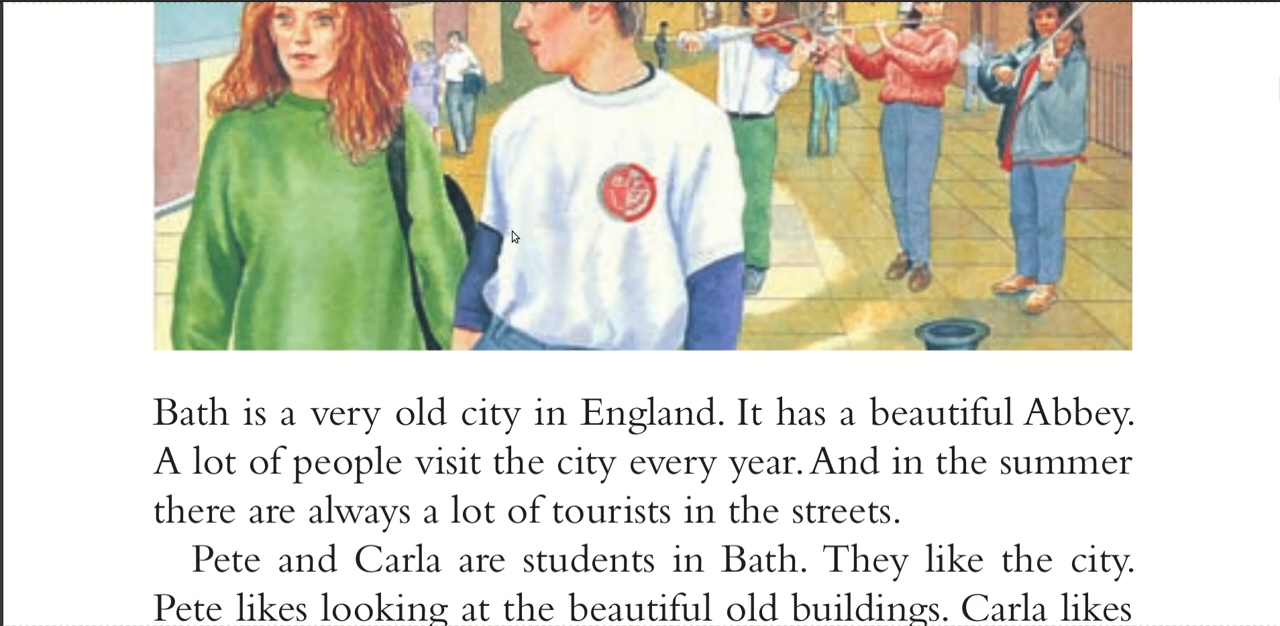 Bath is a very old city in England. It has a beautiful Abbey.
A lot of people visit the city every year. And in the summer
there are always a lot of tourists in the streets.
Pete and Carla are students in Bath. They like the city.
Pete likes looking at the beautiful old buildings. Carla likes